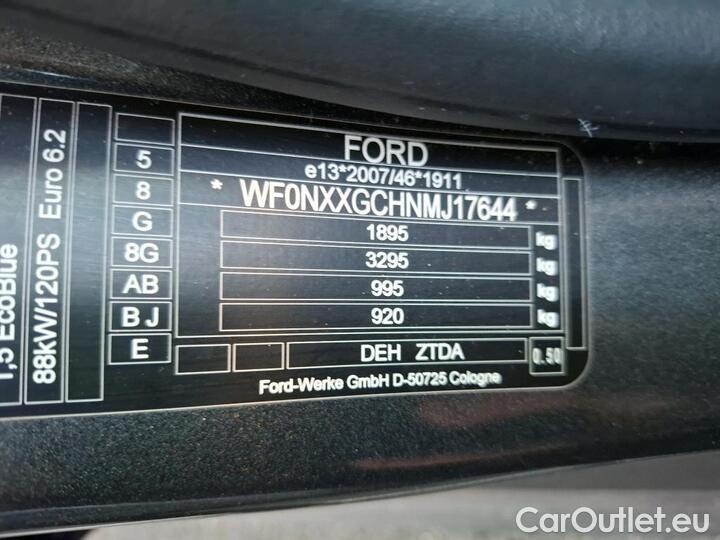 1,5 EcoBlue
88kW/120PS Euro 6.2
5
8
G
8G
AB
B J
E
FORD
e13*2007/46*1911
* WF0NXXGCHNMJ17644 *
1895 kg
3295 kg
995 kg
920 kg
DEH ZTDA 0.50
Ford-Werke GmbH D-50725 Cologne
CarOutlet.eu